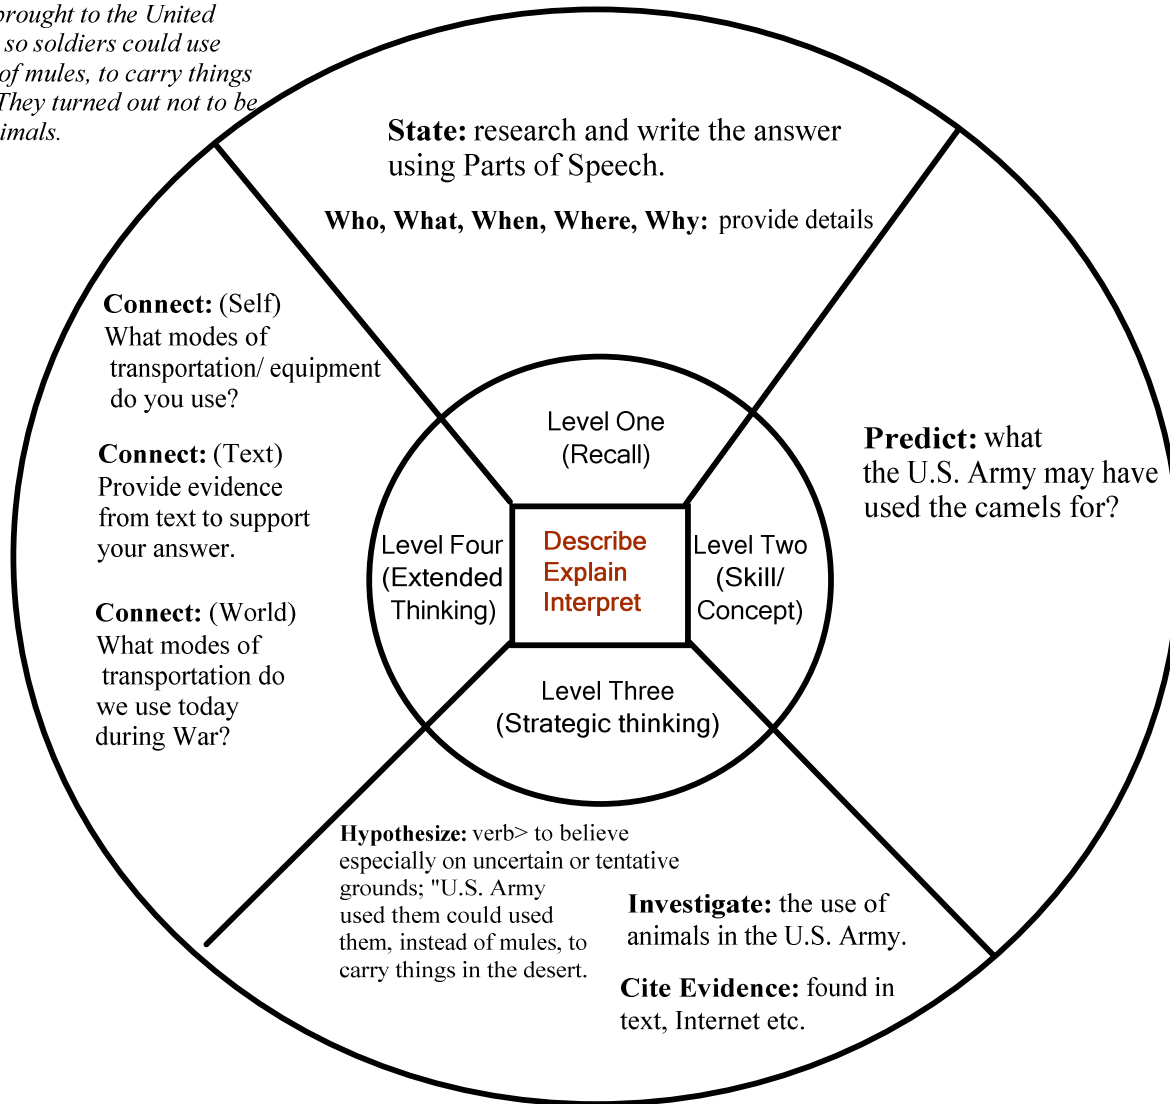 brought to the United
so soldiers could use
of mules, to carry things
They turned out not to be
imals.
State: research and write the answer
using Parts of Speech.
Who, What, When, Where, Why: provide details
Connect: (Self)
What modes of
transportation/ equipment
do you use?
Connect: (Text)
Provide evidence
from text to support
your answer.
Connect: (World)
What modes of
transportation do
we use today
during War?
Level One
(Recall)
Level Four
(Extended
Thinking)
Describe
Explain
Interpret
Level Two
(Skill/
Concept)
Level Three
(Strategic thinking)
Predict: what
the U.S. Army may have
used the camels for?
Hypothesize: verb> to believe
especially on uncertain or tentative
grounds; "U.S. Army
used them could used
them, instead of mules, to
carry things in the desert.
Investigate: the use of
animals in the U.S. Army.
Cite Evidence: found in
text, Internet etc.